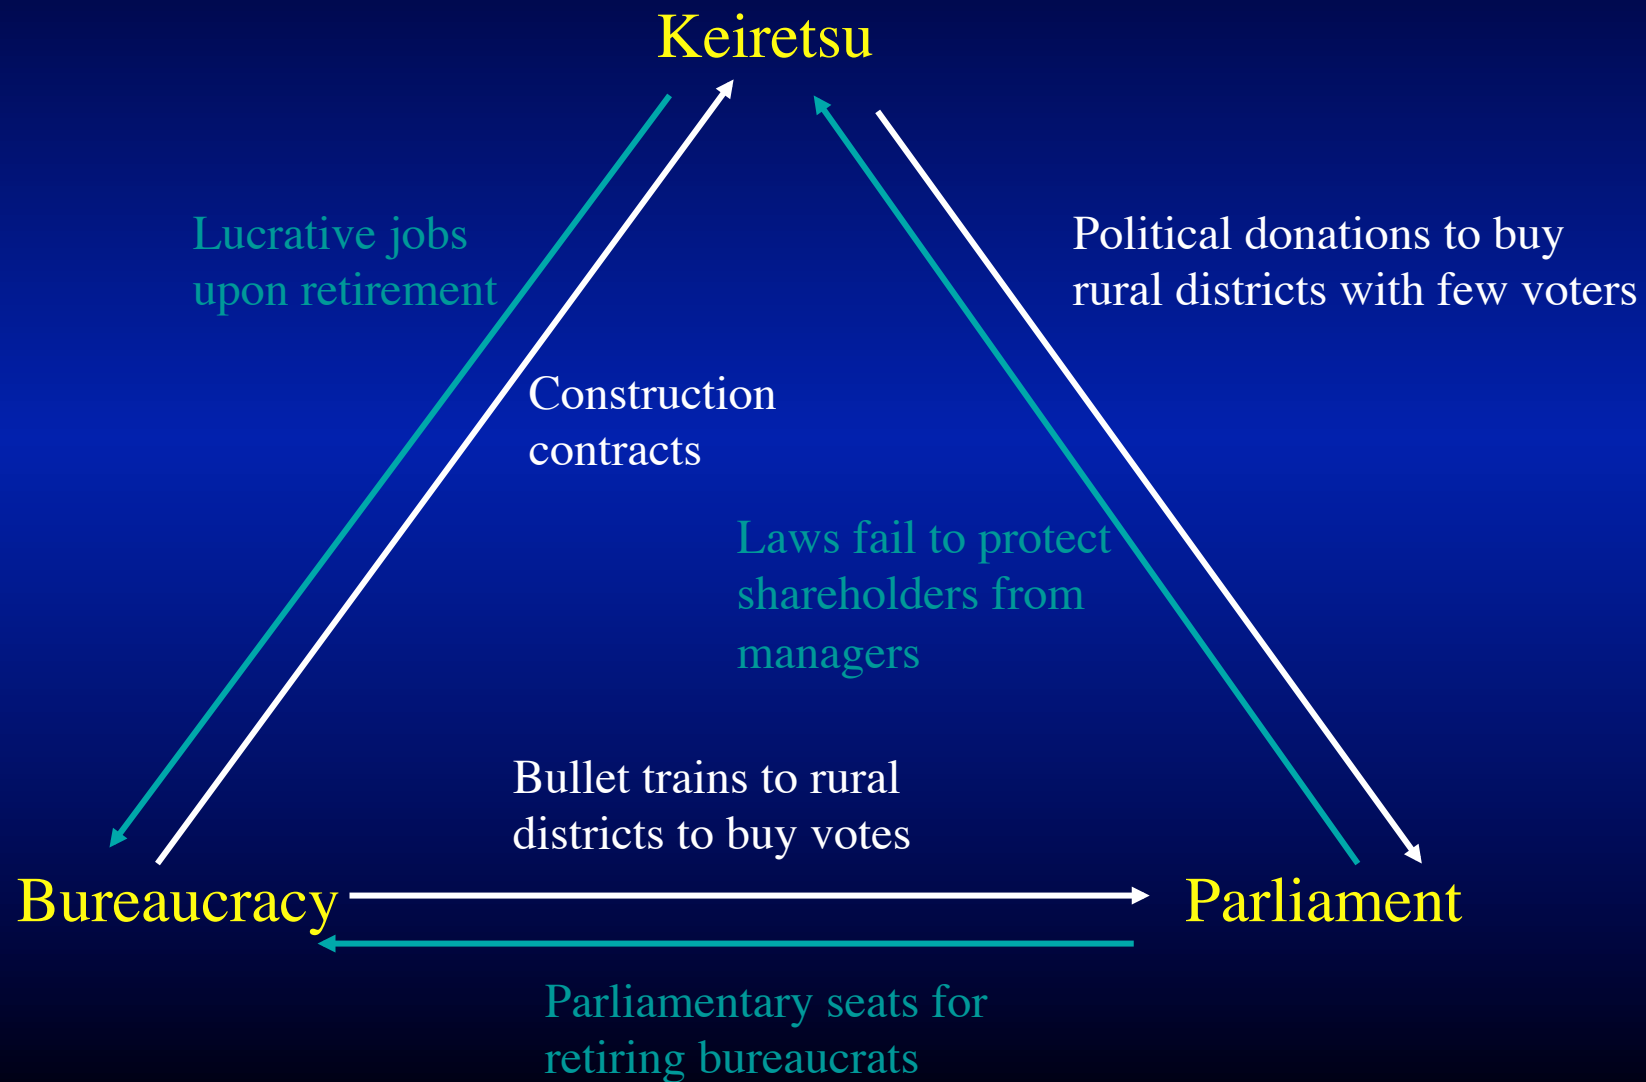 Keiretsu
Lucrative jobs
upon retirement
Political donations to buy
rural districts with few voters
Construction
contracts
Laws fail to protect
shareholders from
managers
Bullet trains to rural
districts to buy votes
Bureaucracy
Parliament
Parliamentary seats for
retiring bureaucrats